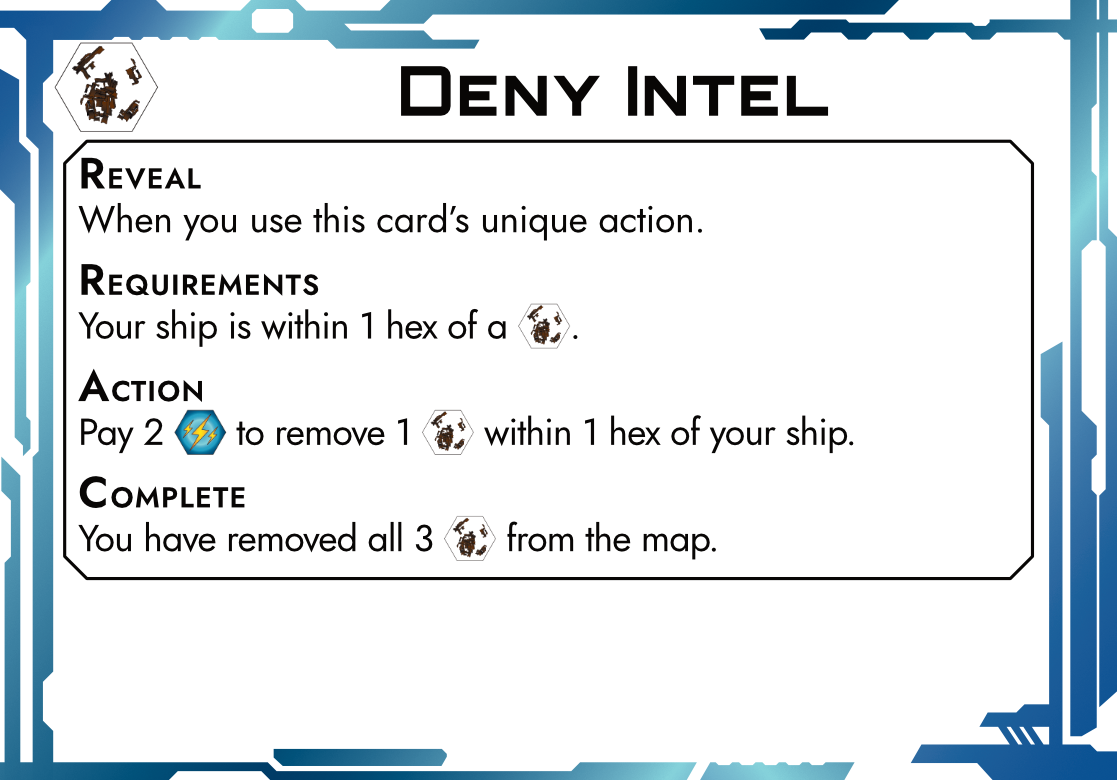 Deny Intel
Reveal
When you use this card's unique action.
Requirements
Your ship is within 1 hex of a .
Action
Pay 2 to remove 1 within 1 hex of your ship.
Complete
You have removed all 3 from the map.